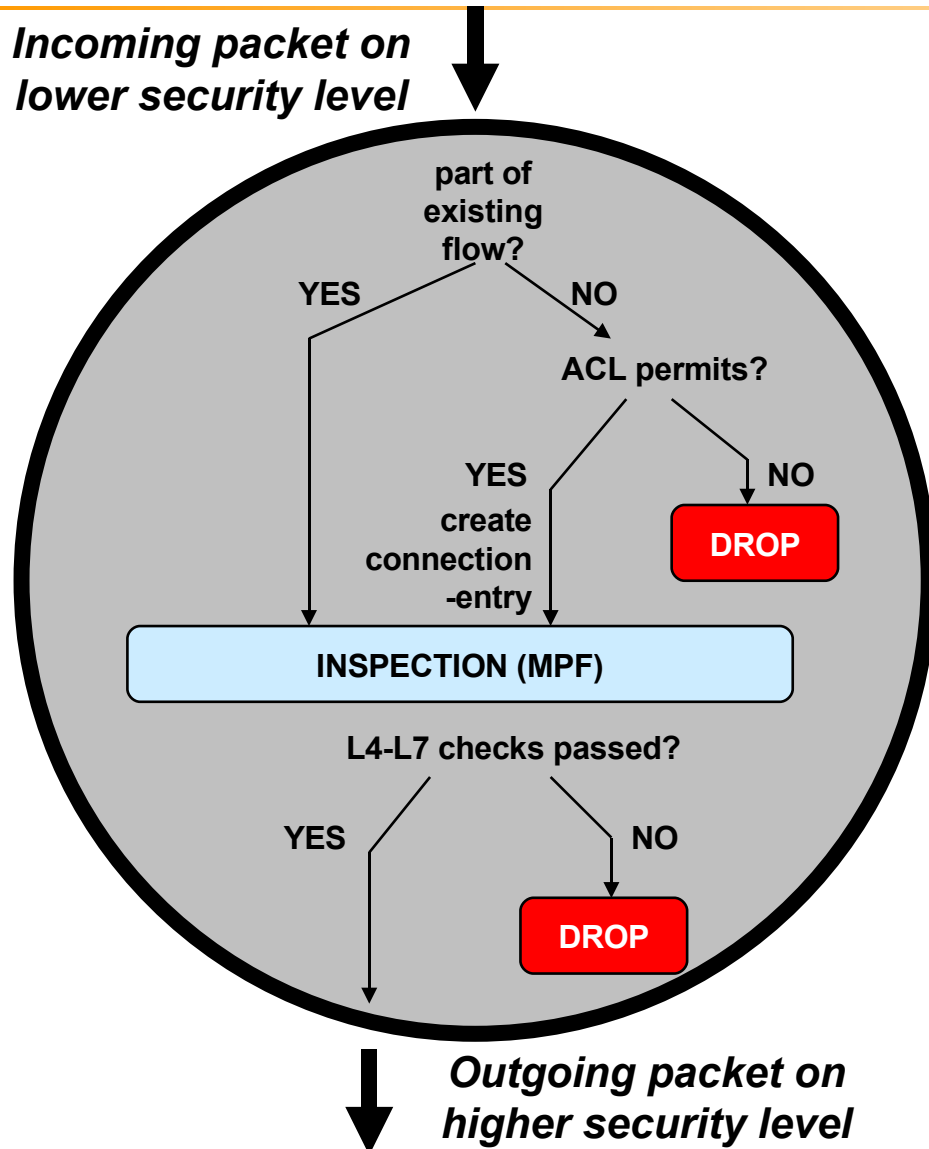 Incoming packet on
lower security level
part of
existing
flow?
YES
NO
ACL permits?
YES
NO
create
connection
-entry
DROP
INSPECTION (MPF)
L4-L7 checks passed?
YES
NO
DROP
Outgoing packet on
higher security level